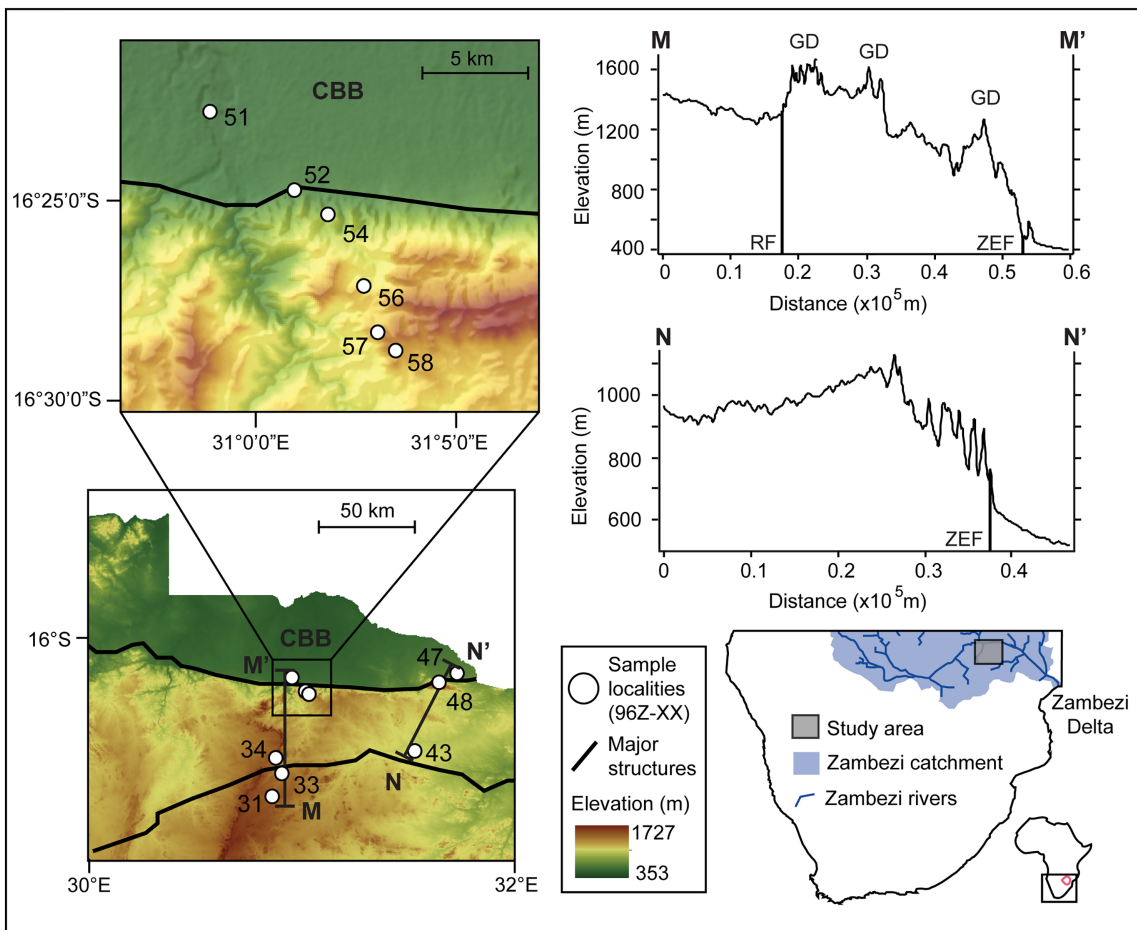 5 km
CBB
51
52
54
56
57
58
16°25'0"S
16°30'0"S
31°0'0"E
31°5'0"E
M
M'
GD
GD
GD
1600
1200
800
400
Elevation (m)
RF
ZEF
0
0.1
0.2
0.3
0.4
0.5
0.6
Distance (x10⁵m)
N
N'
1000
800
600
Elevation (m)
ZEF
0
0.1
0.2
0.3
0.4
Distance (x10⁵m)
50 km
16°S
CBB
M'
47
N'
48
34
43
33
N
31
M
30°E
32°E
Sample
localities
(96Z-XX)
Major
structures
Elevation (m)
1727
353
Zambezi
Delta
Study area
Zambezi catchment
Zambezi rivers